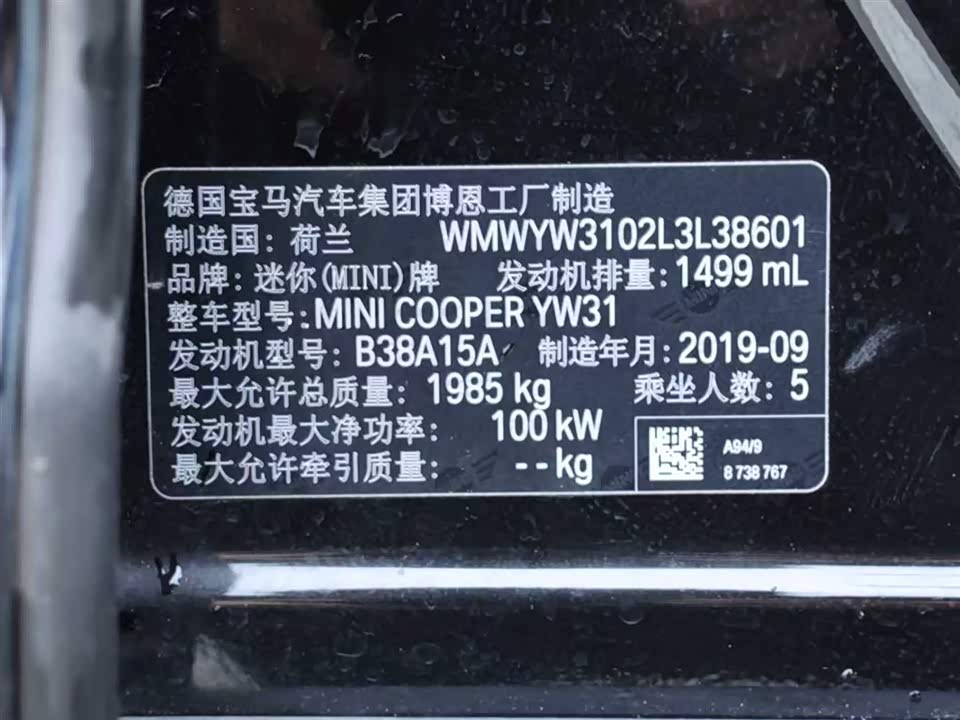 德国宝马汽车集团博恩工厂制造
制造国: 荷兰 WMWYW3102L3L38601
品牌: 迷你(MINI)牌 发动机排量: 1499 mL
整车型号: MINI COOPER YW31
发动机型号: B38A15A 制造年月: 2019-09
最大允许总质量: 1985 kg 乘坐人数: 5
发动机最大净功率: 100 kW
最大允许牵引质量: -- kg
A94/9
8 738 767